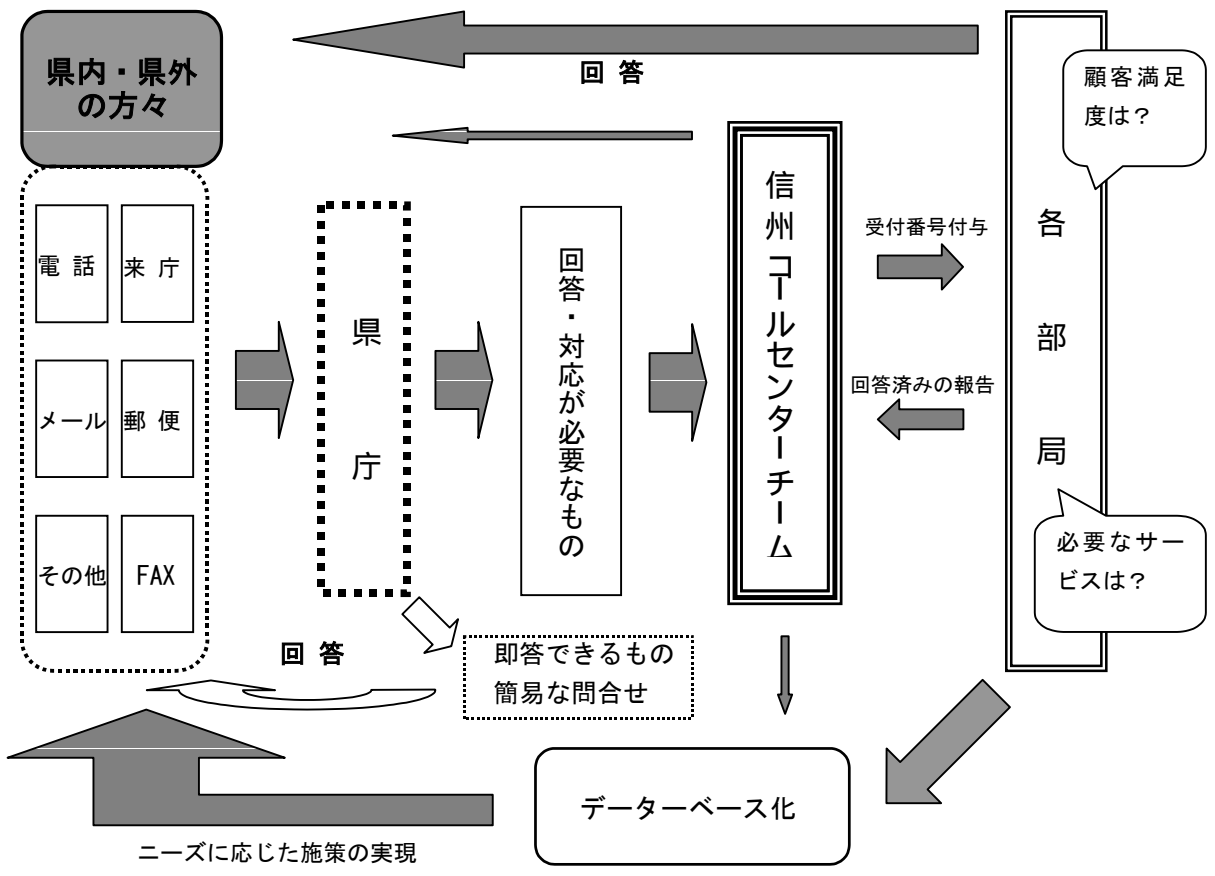 県内・県外
の方々
回 答
顧客満足
度は？
電 話
来 庁
メール
郵 便
その他
FAX
県庁
回答・対応が必要なもの
信州コールセンターチーム
受付番号付与
回答済みの報告
各部局
必要なサー
ビスは？
回 答
即答できるもの
簡易な問合せ
データーベース化
ニーズに応じた施策の実現